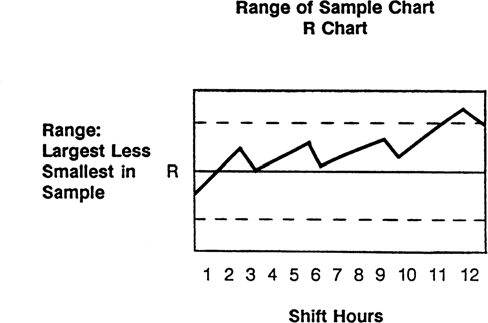 Range of Sample Chart
R Chart
Range:
Largest Less
Smallest in
Sample
R
1 2 3 4 5 6 7 8 9 10 11 12
Shift Hours